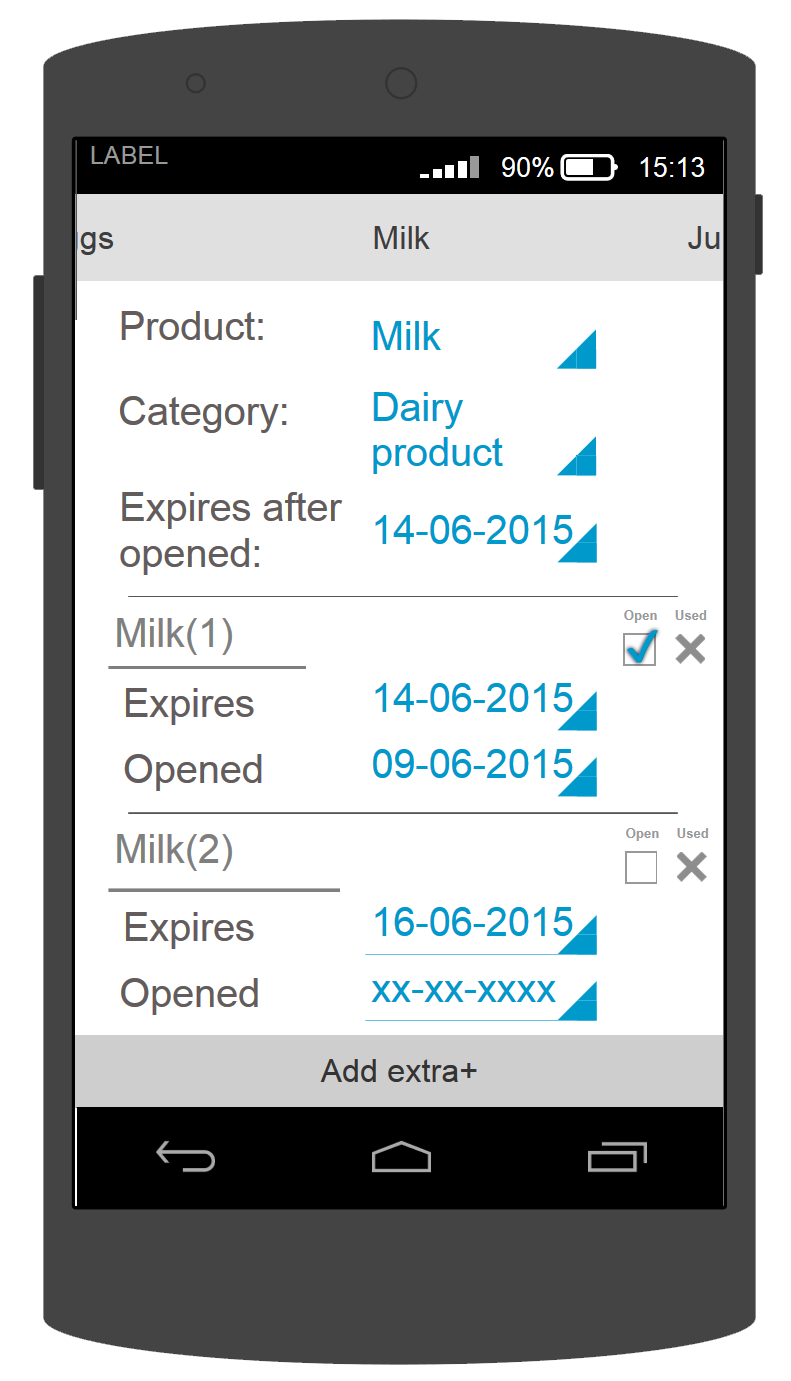 LABEL
90% 15:13
gs Milk Ju
Product: Milk
Category: Dairy
product
Expires after
opened: 14-06-2015
Open Used
Milk(1)
Expires 14-06-2015
Opened 09-06-2015
Open Used
Milk(2)
Expires 16-06-2015
Opened xx-xx-xxxx
Add extra+